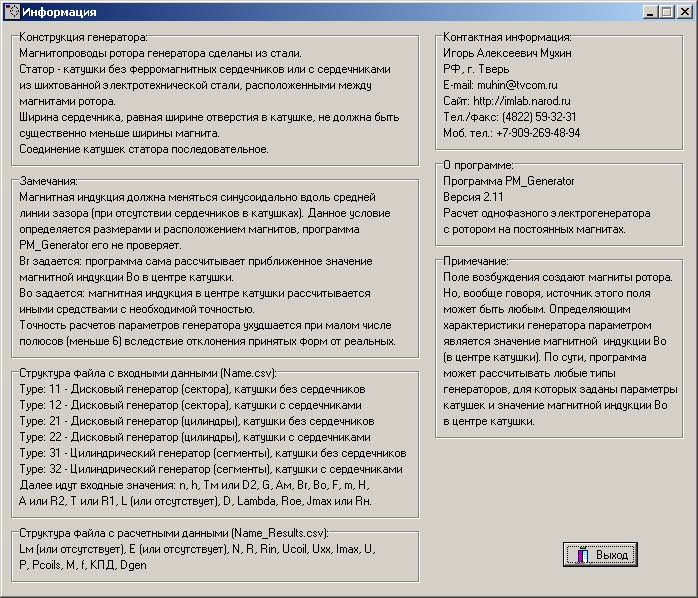 Информация
Конструкция генератора:
Магнитопроводы ротора генератора сделаны из стали.
Статор - катушки без ферромагнитных сердечников или с сердечниками
из шихтованной электротехнической стали, расположенными между
магнитами ротора.
Ширина сердечника, равная ширине отверстия в катушке, не должна быть
существенно меньше ширины магнита.
Соединение катушек статора последовательное.
Замечания:
Магнитная индукция должна меняться синусоидально вдоль средней
линии зазора (при отсутствии сердечников в катушках). Данное условие
определяется размерами и расположением магнитов, программа
PM_Generator его не проверяет.
Br задается: программа сама рассчитывает приближенное значение
магнитной индукции Bo в центре катушки.
Bo задается: магнитная индукция в центре катушки рассчитывается
иными средствами с необходимой точностью.
Точность расчетов параметров генератора ухудшается при малом числе
полюсов (меньше 6) вследствие отклонения принятых форм от реальных.
Структура файла с входными данными (Name.csv):
Type: 11 - Дисковый генератор (сектора), катушки без сердечников
Type: 12 - Дисковый генератор (сектора), катушки с сердечниками
Type: 21 - Дисковый генератор (цилиндры), катушки без сердечников
Type: 22 - Дисковый генератор (цилиндры), катушки с сердечниками
Type: 31 - Цилиндрический генератор (сегменты), катушки без сердечников
Type: 32 - Цилиндрический генератор (сегменты), катушки с сердечниками
Далее идут входные значения: n, h, Tм или D2, G, Aм, Br, Bo, F, m, H,
A или R2, T или R1, L (или отсутствует), D, Lambda, Roe, Jmax или Rн.
Структура файла с расчетными данными (Name_Results.csv):
Lм (или отсутствует), E (или отсутствует), N, R, Rin, Ucoil, Uxx, Imax, U,
P, Pcoils, M, f, КПД, Dgen
Контактная информация:
Игорь Алексеевич Мухин
РФ, г. Тверь
E-mail: muhin@tvcom.ru
Сайт: http://imlab.narod.ru
Тел./Факс: (4822) 59-32-31
Моб. тел.: +7-909-269-48-94
О программе:
Программа PM_Generator
Версия 2.11
Расчет однофазного электрогенератора
с ротором на постоянных магнитах.
Примечание:
Поле возбуждения создают магниты ротора.
Но, вообще говоря, источник этого поля
может быть любым. Определяющим
характеристики генератора параметром
является значение магнитной индукции Bo
(в центре катушки). По сути, программа
может рассчитывать любые типы
генераторов, для которых заданы параметры
катушек и значение магнитной индукции Bo
в центре катушки.
Выход